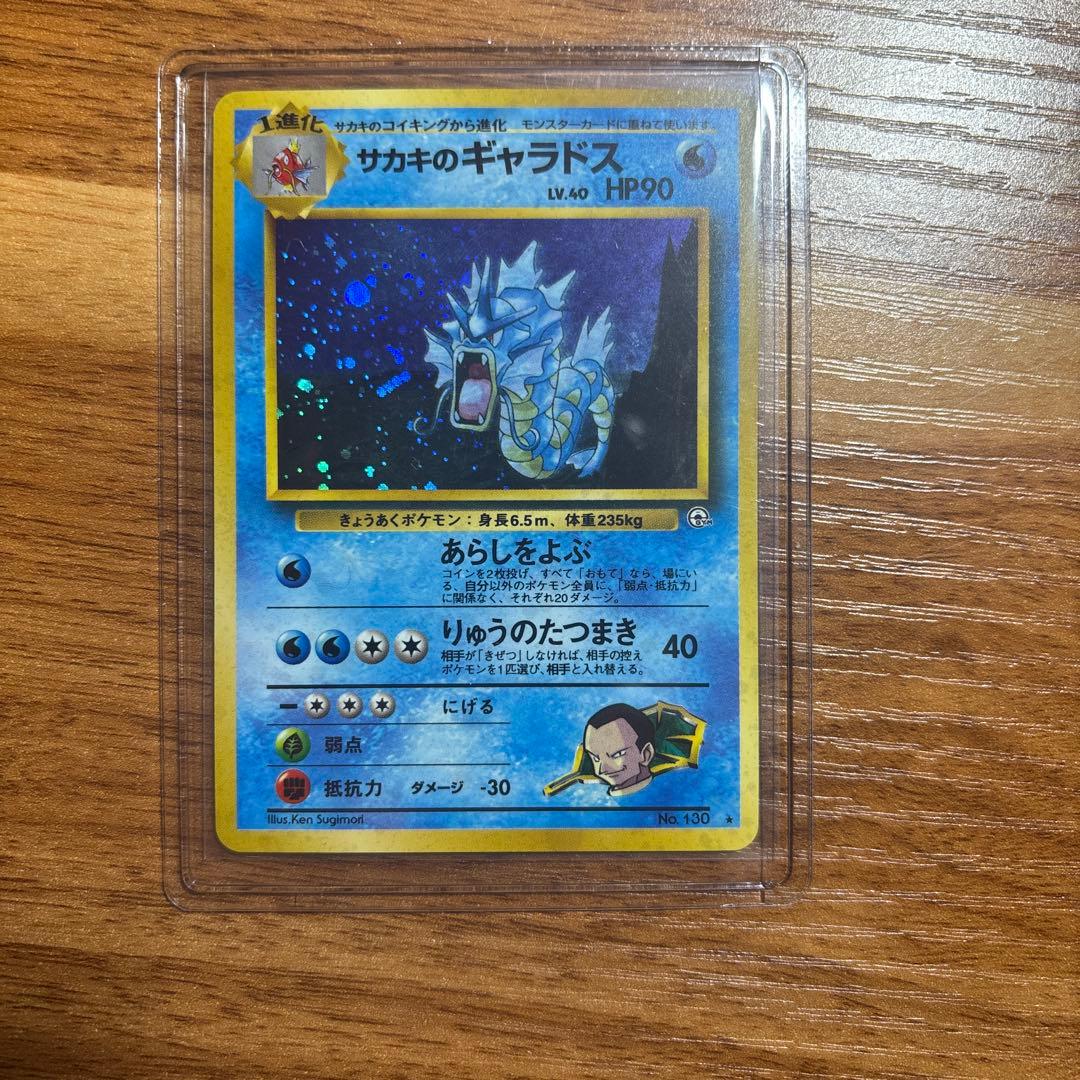 1進化
サカキのコイキングから進化 モンスターカードに重ねて使います。
サカキのギャラドス
LV.40 HP90
きょうあくポケモン：身長6.5m、体重235kg
GYM
あらしをよぶ
コインを2枚投げ、すべて「おもて」なら、場にい
る、自分以外のポケモン全員に、「弱点・抵抗力」
に関係なく、それぞれ20ダメージ。
りゅうのたつまき 40
相手が「きぜつ」しなければ、相手の控え
ポケモンを1匹選び、相手と入れ替える。
にげる
弱点
抵抗力 ダメージ -30
Illus.Ken Sugimori No. 130 ★